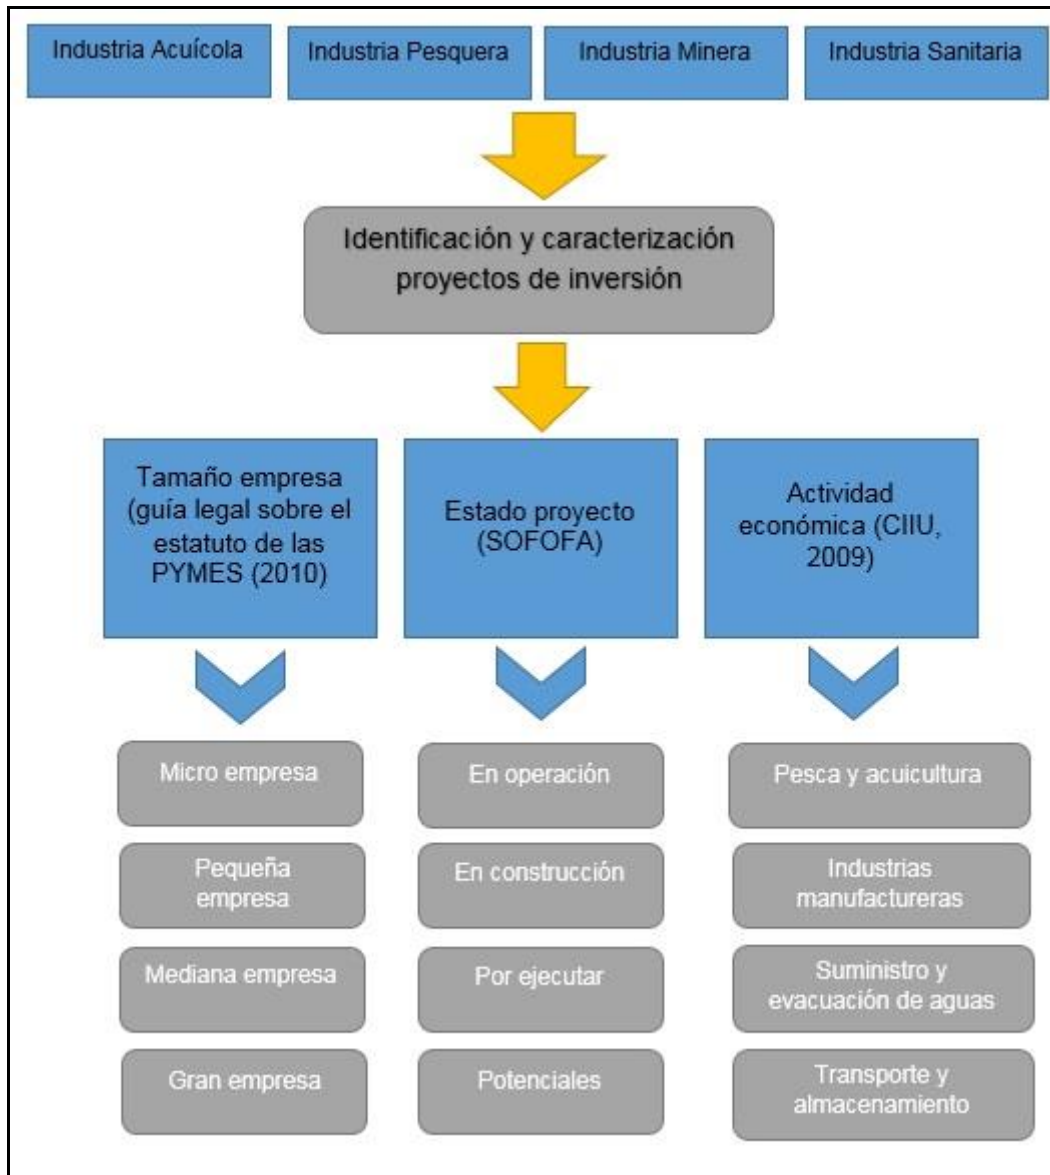 Industria Acuícola
Industria Pesquera
Industria Minera
Industria Sanitaria
Identificación y caracterización
proyectos de inversión
Tamaño empresa
(guía legal sobre el
estatuto de las
PYMES (2010)
Estado proyecto
(SOFOFA)
Actividad
económica (CIIU,
2009)
Micro empresa
Pequeña
empresa
Mediana empresa
Gran empresa
En operación
En construcción
Por ejecutar
Potenciales
Pesca y acuicultura
Industrias
manufactureras
Suministro y
evacuación de aguas
Transporte y
almacenamiento